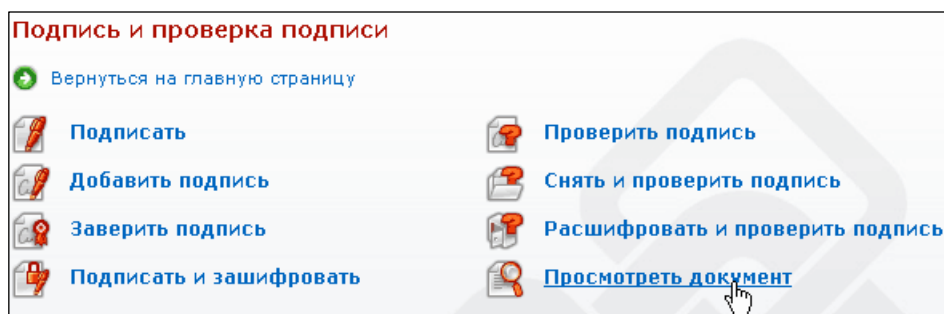 Подпись и проверка подписи
Вернуться на главную страницу
Подписать
Проверить подпись
Добавить подпись
Снять и проверить подпись
Заверить подпись
Расшифровать и проверить подпись
Подписать и зашифровать
Просмотреть документ